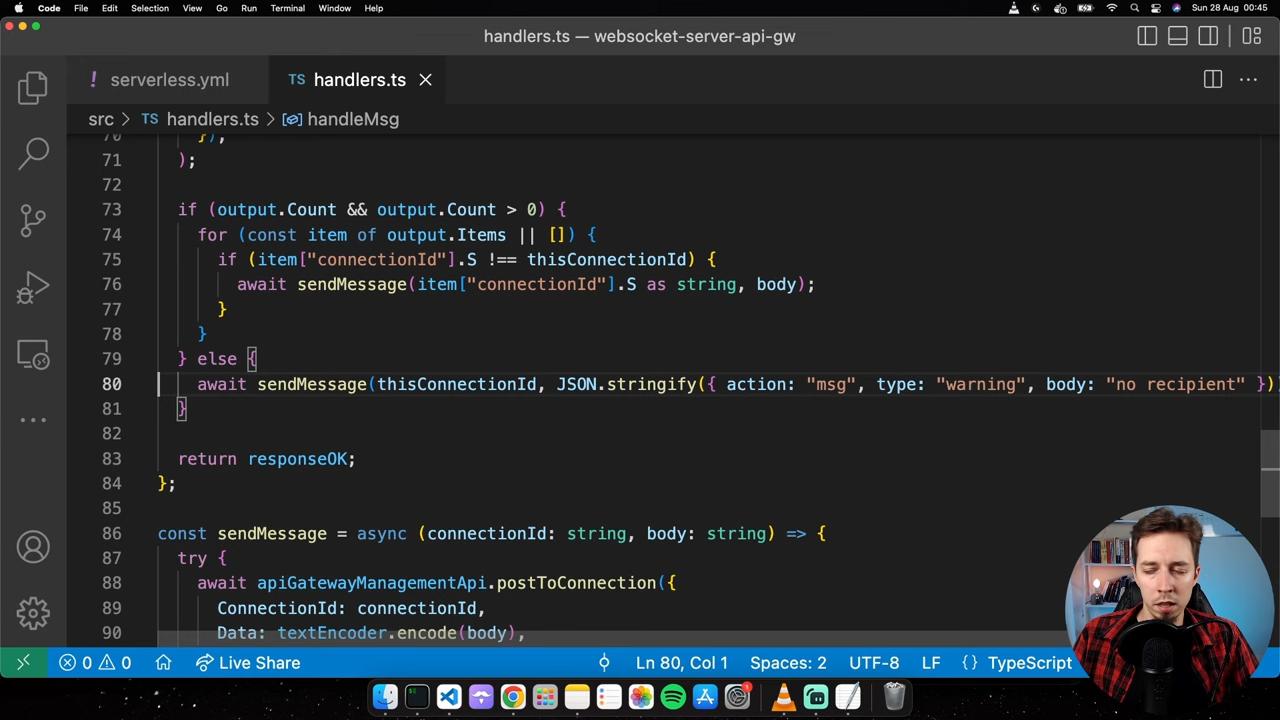 Code File Edit Selection View Go Run Terminal Window Help Sun 28 Aug 00:45
handlers.ts — websocket-server-api-gw
! serverless.yml TS handlers.ts
src > TS handlers.ts > handleMsg
70 }),
71 );
72
73 if (output.Count && output.Count > 0) {
74 for (const item of output.Items || []) {
75 if (item["connectionId"].S !== thisConnectionId) {
76 await sendMessage(item["connectionId"].S as string, body);
77 }
78 }
79 } else {
80 await sendMessage(thisConnectionId, JSON.stringify({ action: "msg", type: "warning", body: "no recipient" })
81 }
82
83 return responseOK;
84 };
85
86 const sendMessage = async (connectionId: string, body: string) => {
87 try {
88 await apiGatewayManagementApi.postToConnection({
89 ConnectionId: connectionId,
90 Data: textEncoder.encode(body),
0 0 Live Share Ln 80, Col 1 Spaces: 2 UTF-8 LF {} TypeScript
1